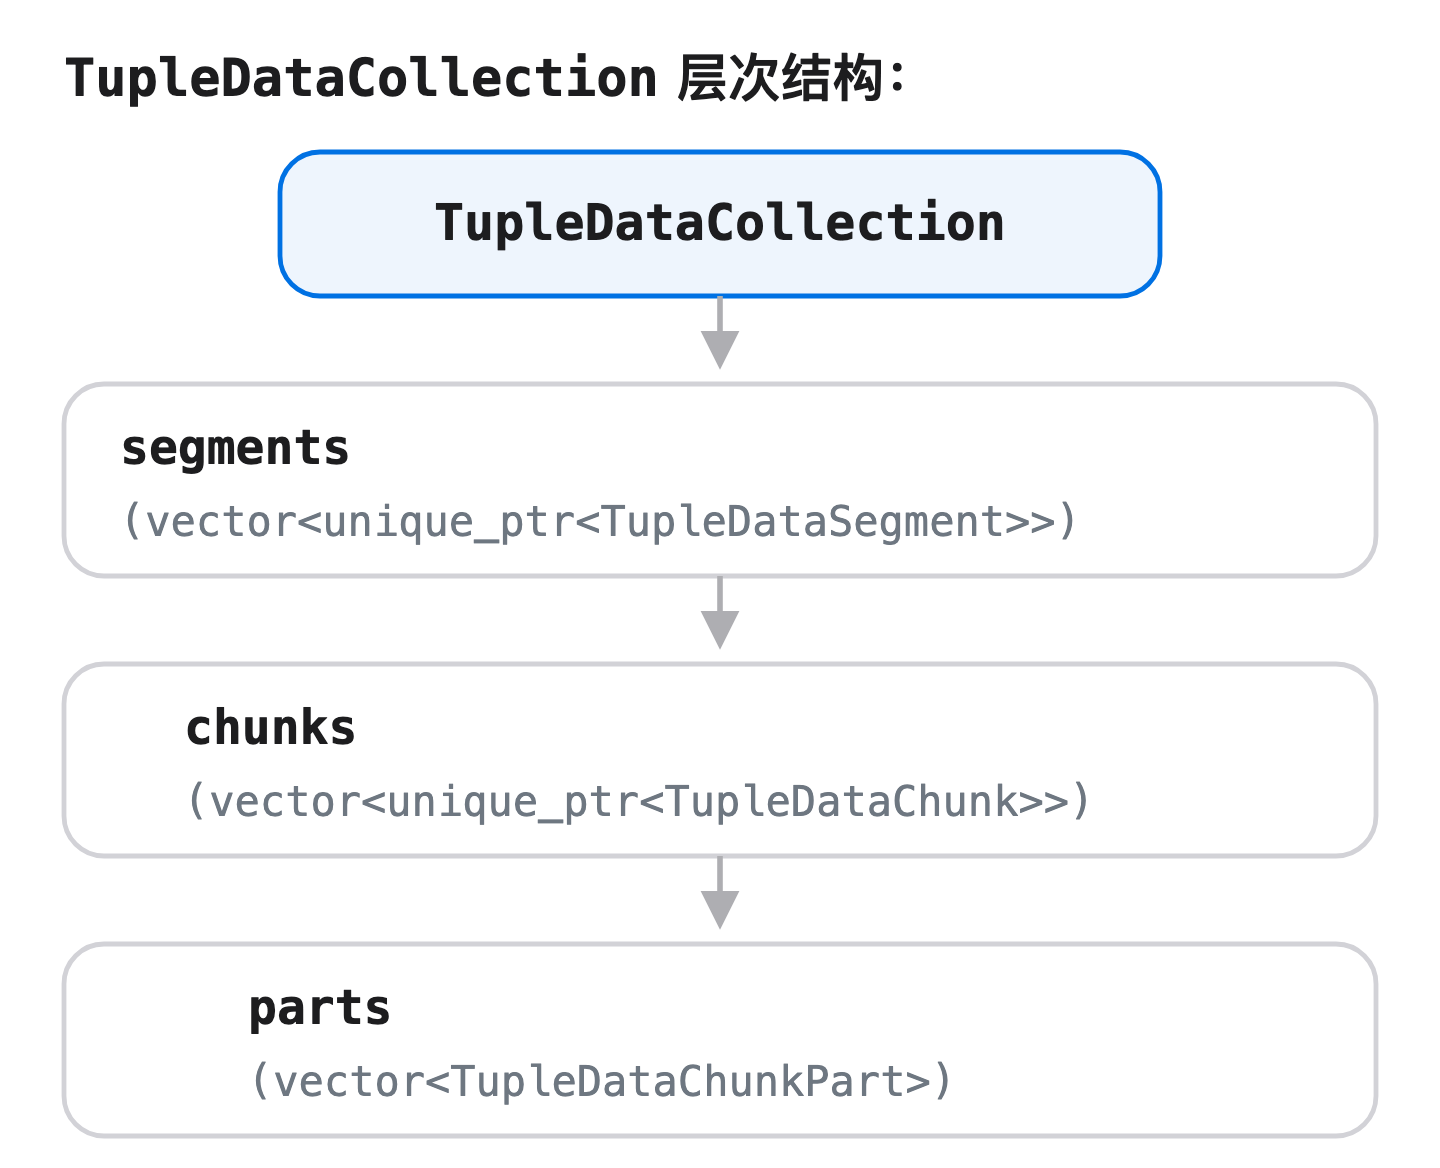 TupleDataCollection 层次结构：
TupleDataCollection
segments
(vector<unique_ptr<TupleDataSegment>>)
chunks
(vector<unique_ptr<TupleDataChunk>>)
parts
(vector<TupleDataChunkPart>)